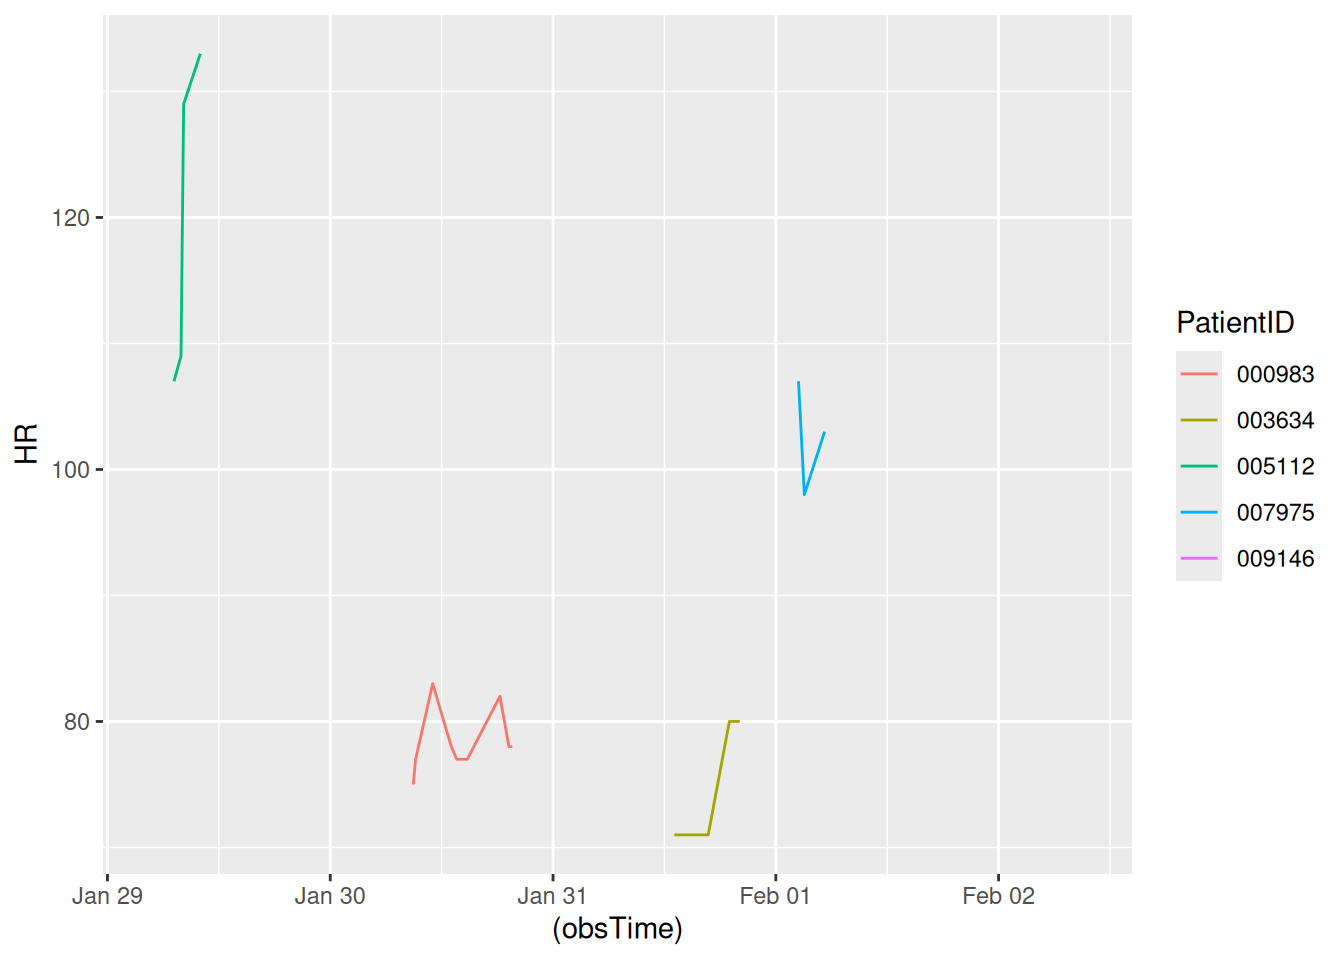 120
100
80
HR
Jan 29
Jan 30
Jan 31
Feb 01
Feb 02
(obsTime)
PatientID
000983
003634
005112
007975
009146